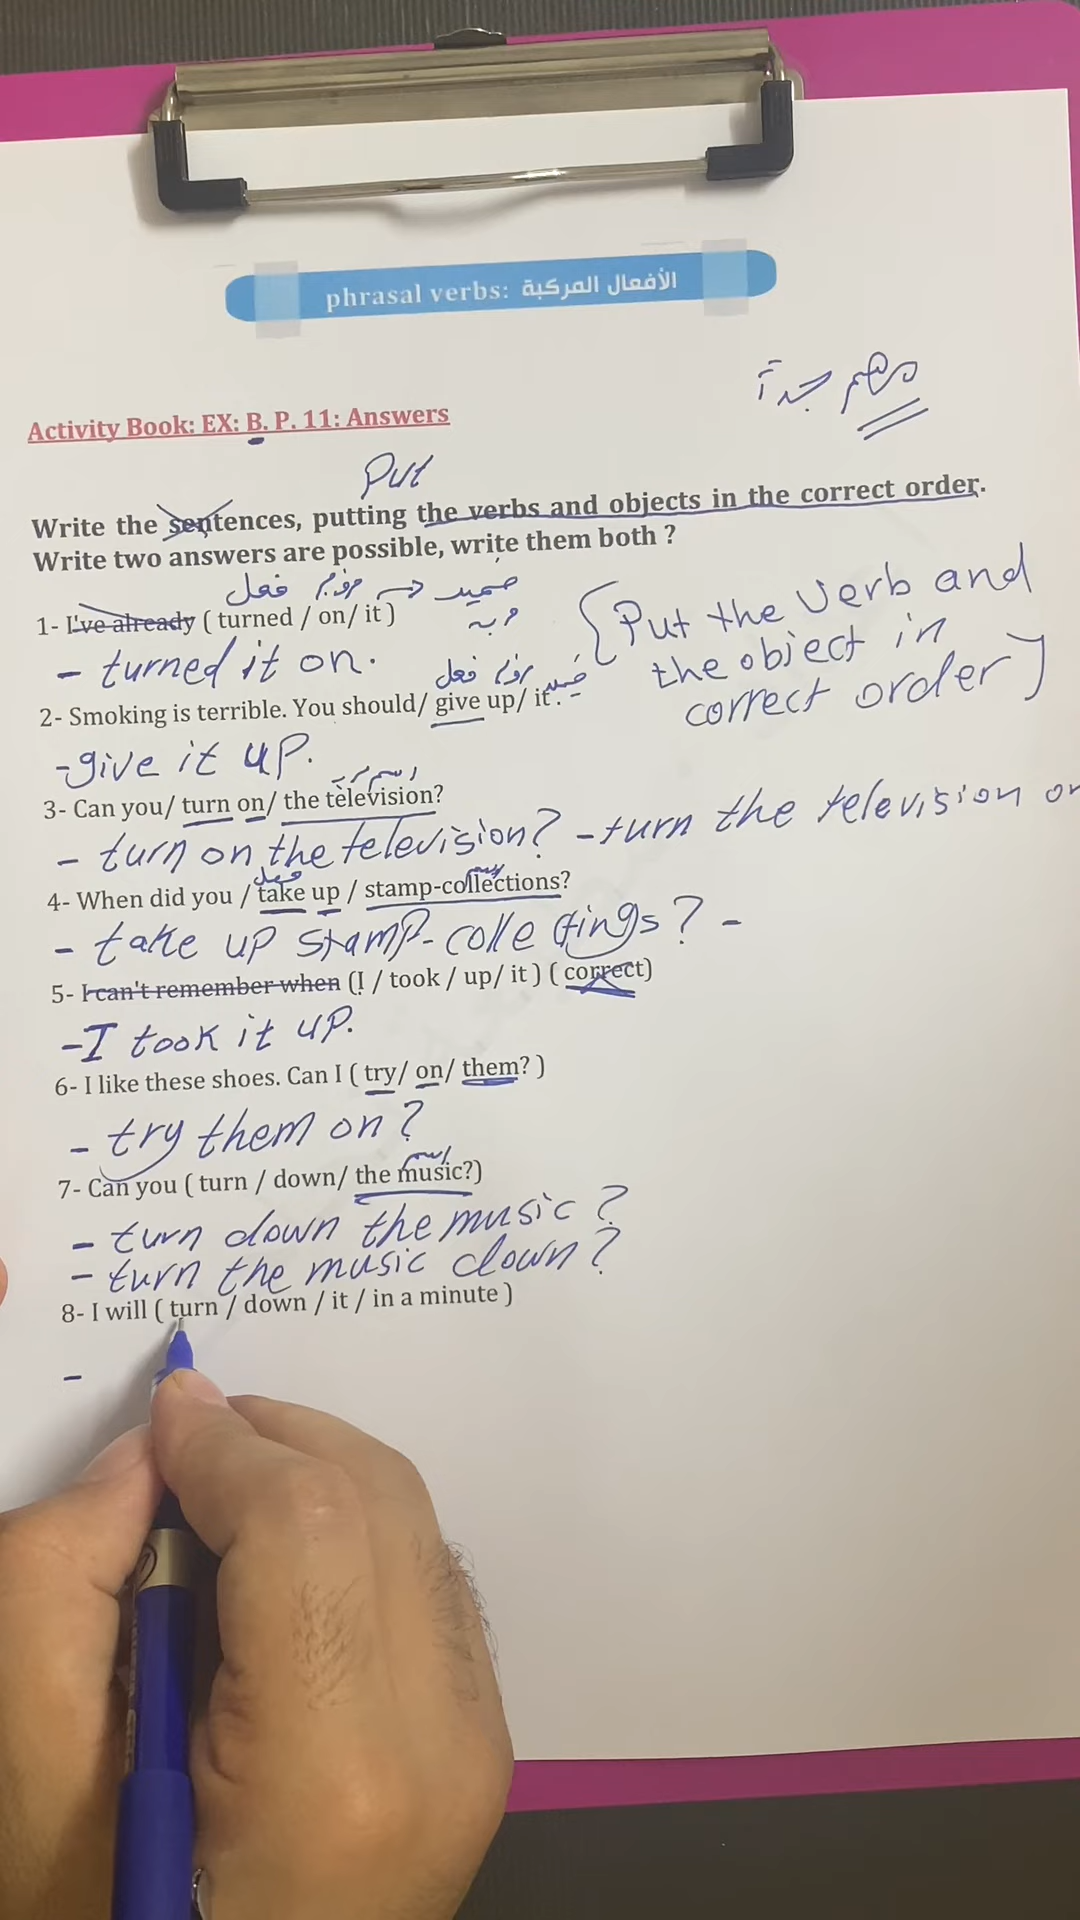 phrasal verbs: الأفعال المركبة
مهم جداً
Activity Book: EX: B. P. 11: Answers
Put
Write the sentences, putting the verbs and objects in the correct order.
Write two answers are possible, write them both ?
فعل حرف جر ضمير
1- I've already ( turned / on/ it )
به
{Put the verb and
the object in
correct order}
- turned it on.
فعل ضمير
2- Smoking is terrible. You should/ give up/ it .
-give it up.
3- Can you/ turn on/ the television?
- turn on the television? -turn the television on
فعل اسم
4- When did you / take up / stamp-collections?
- take up stamp-colle ctings? -
5- I can't remember when (I / took / up/ it ) ( correct)
-I took it up.
6- I like these shoes. Can I ( try/ on/ them? )
- try them on?
اسم
7- Can you ( turn / down/ the music?)
- turn down the music?
- turn the music down?
8- I will ( turn / down / it / in a minute )
-